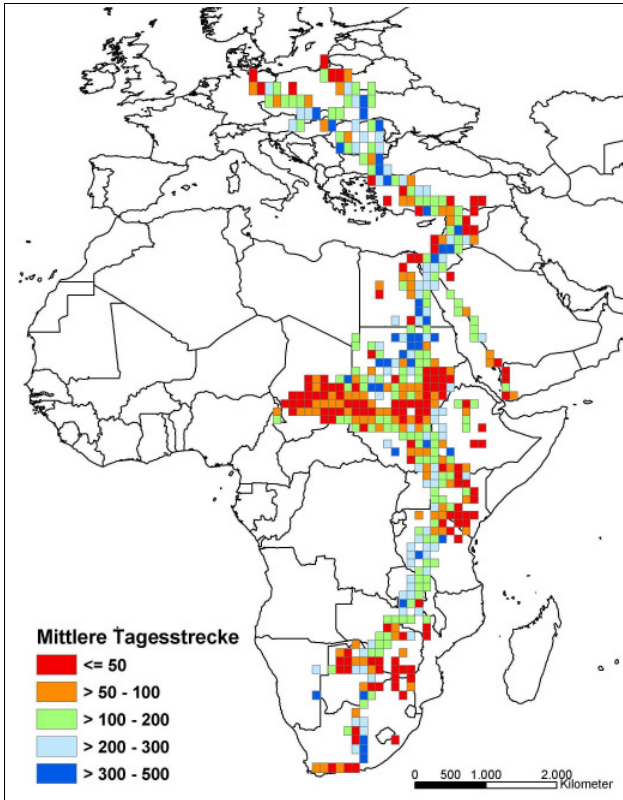 Mittlere Tagesstrecke
<= 50
> 50 - 100
> 100 - 200
> 200 - 300
> 300 - 500
0 500 1.000 2.000
Kilometer